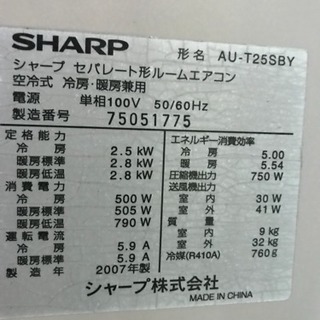 SHARP 形名 AU-T25SBY
シャープ セパレート形ルームエアコン
空冷式 冷房・暖房兼用
電源 単相100V 50/60Hz
製造番号 75051775
定格能力
冷房 2.5 kW
暖房標準 2.8 kW
暖房低温 2.8 kW
消費電力
冷房 500 W
暖房標準 505 W
暖房低温 790 W
運転電流
冷房 5.9 A
暖房標準 5.9 A
2007年製
エネルギー消費効率
冷房 5.00
暖房 5.54
圧縮機出力 750 W
送風機出力
室内 30 W
室外 41 W
質量
室内 9 kg
室外 32 kg
冷媒(R410A) 760g
シャープ株式会社
MADE IN CHINA